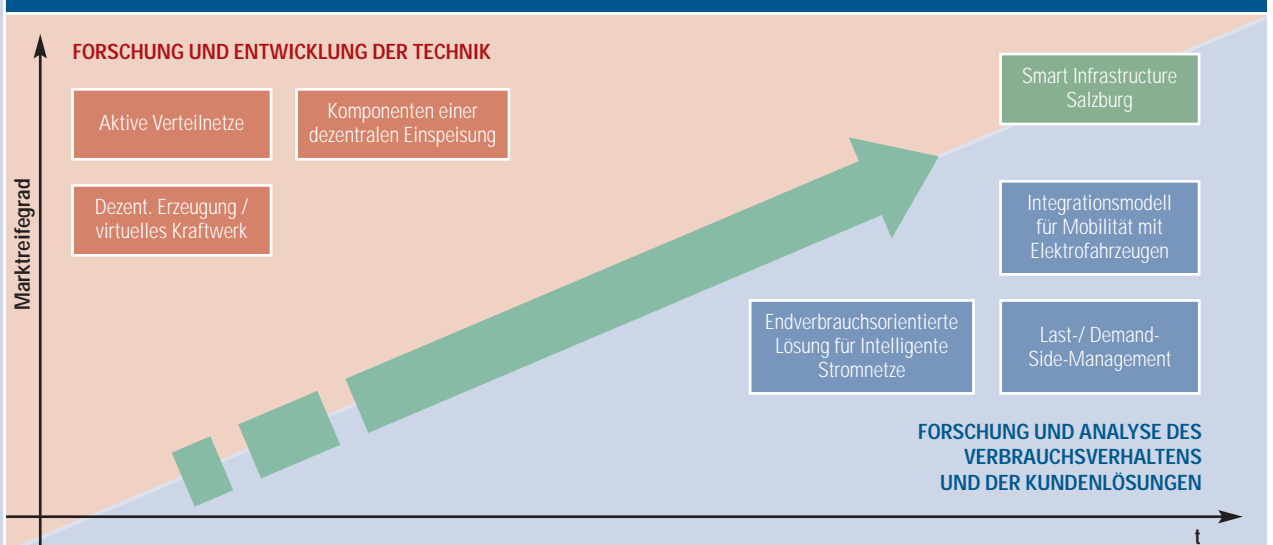 FORSCHUNG UND ENTWICKLUNG DER TECHNIK
Aktive Verteilnetze
Komponenten einer
dezentralen Einspeisung
Dezent. Erzeugung /
virtuelles Kraftwerk
Smart Infrastructure
Salzburg
Integrationsmodell
für Mobilität mit
Elektrofahrzeugen
Endverbrauchsorientierte
Lösung für Intelligente
Stromnetze
Last-/ Demand-
Side-Management
FORSCHUNG UND ANALYSE DES
VERBRAUCHSVERHALTENS
UND DER KUNDENLÖSUNGEN
Marktreifegrad
t